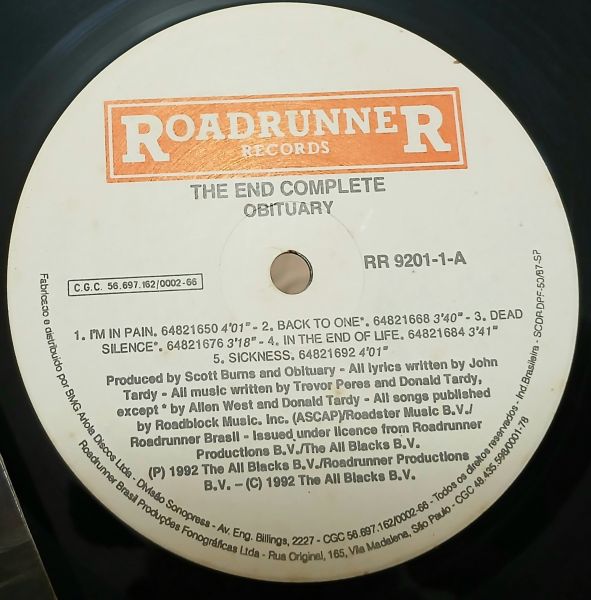 ROADRUNNER
RECORDS
THE END COMPLETE
OBITUARY
RR 9201-1-A
C.G.C. 56.697.162/0002-66
1. I'M IN PAIN. 64821650 4'01" - 2. BACK TO ONE*. 64821668 3'40" - 3. DEAD
SILENCE*. 64821676 3'18" - 4. IN THE END OF LIFE. 64821684 3'41"
5. SICKNESS. 64821692 4'01"
Produced by Scott Burns and Obituary - All lyrics written by John
Tardy - All music written by Trevor Peres and Donald Tardy,
except * by Allen West and Donald Tardy - All songs published
by Roadblock Music. Inc. (ASCAP)/Roadster Music B.V./
Roadrunner Brasil - Issued under licence from Roadrunner
Productions B.V./The All Blacks B.V.
(P) 1992 The All Blacks B.V./Roadrunner Productions
B.V. – (C) 1992 The All Blacks B.V.
Fabricado e distribuido por BMG Ariola Discos Ltda - Divisão Sonopress - Av. Eng. Billings, 2227 - CGC 56.697.162/0002-66 - Todos os direitos reservados - Ind Brasileira - SCDP.DPF-50/87-SP
Roadrunner Brasil Produções Fonográficas Ltda - Rua Original, 165, Vila Madalena, São Paulo - CGC 48.435.598/0001-78